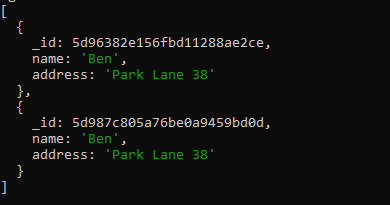 [
{
_id: 5d96382e156fbd11288ae2ce,
name: 'Ben',
address: 'Park Lane 38'
},
{
_id: 5d987c805a76be0a9459bd0d,
name: 'Ben',
address: 'Park Lane 38'
}
]